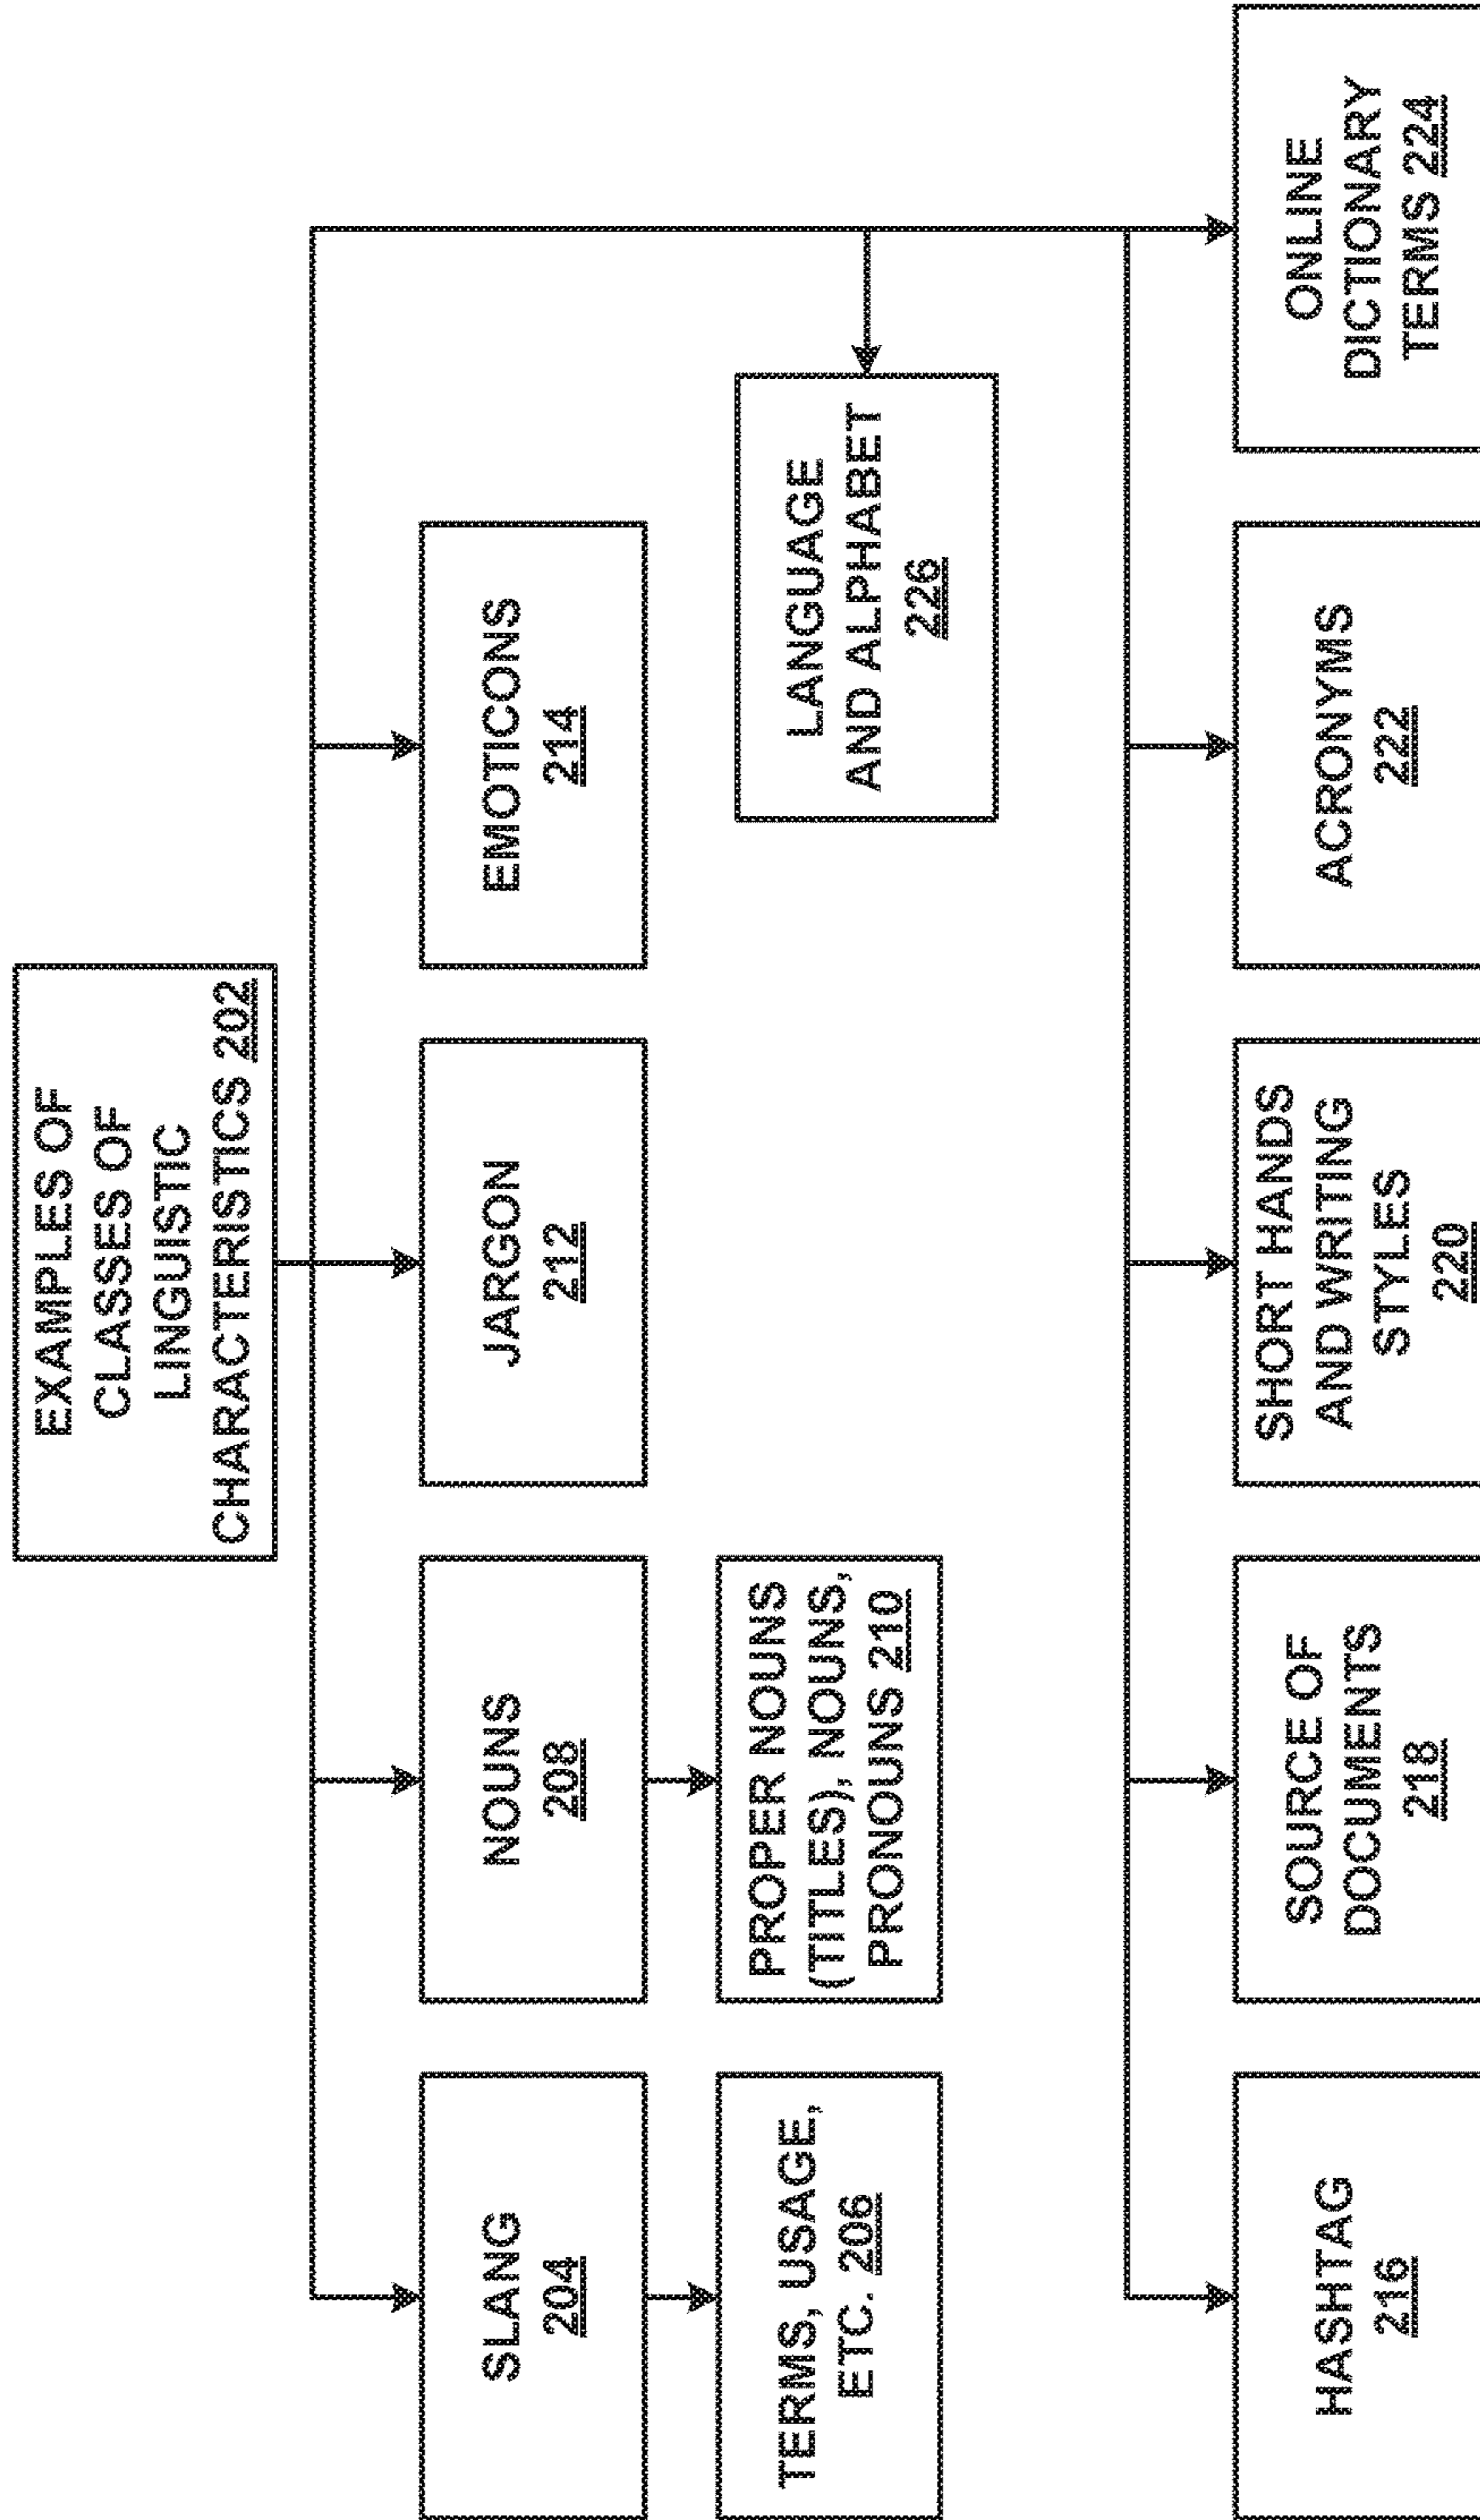 EXAMPLES OF
CLASSES OF
LINGUISTIC
CHARACTERISTICS 202
SLANG
204
NOUNS
208
JARGON
212
EMOTICONS
214
TERMS, USAGE,
ETC. 206
PROPER NOUNS
(TITLES), NOUNS,
PRONOUNS 210
LANGUAGE
AND ALPHABET
226
HASHTAG
216
SOURCE OF
DOCUMENTS
218
SHORT HANDS
AND WRITING
STYLES
220
ACRONYMS
222
ONLINE
DICTIONARY
TERMS 224